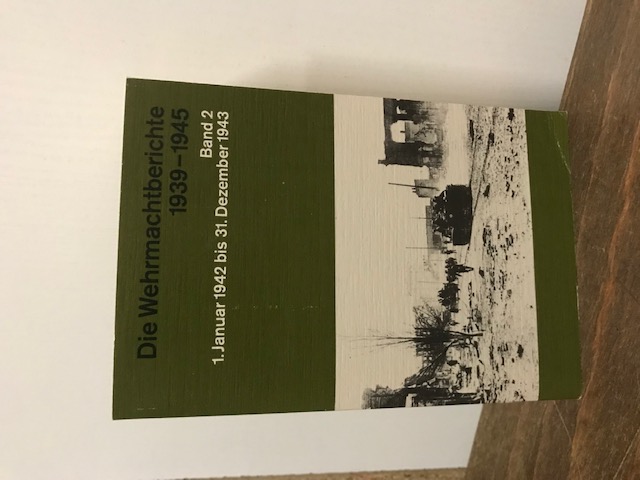 Die Wehrmachtberichte
1939–1945
Band 2
1. Januar 1942 bis 31. Dezember 1943